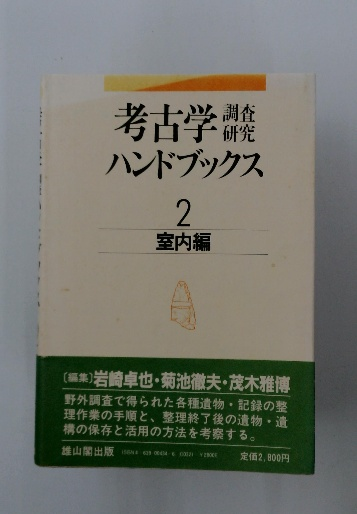 考古学 調査研究
ハンドブックス
2
室内編
〔編集〕岩崎卓也・菊池徹夫・茂木雅博
野外調査で得られた各種遺物・記録の整
理作業の手順と、整理終了後の遺物・遺
構の保存と活用の方法を考察する。
雄山閣出版
定価2,800円